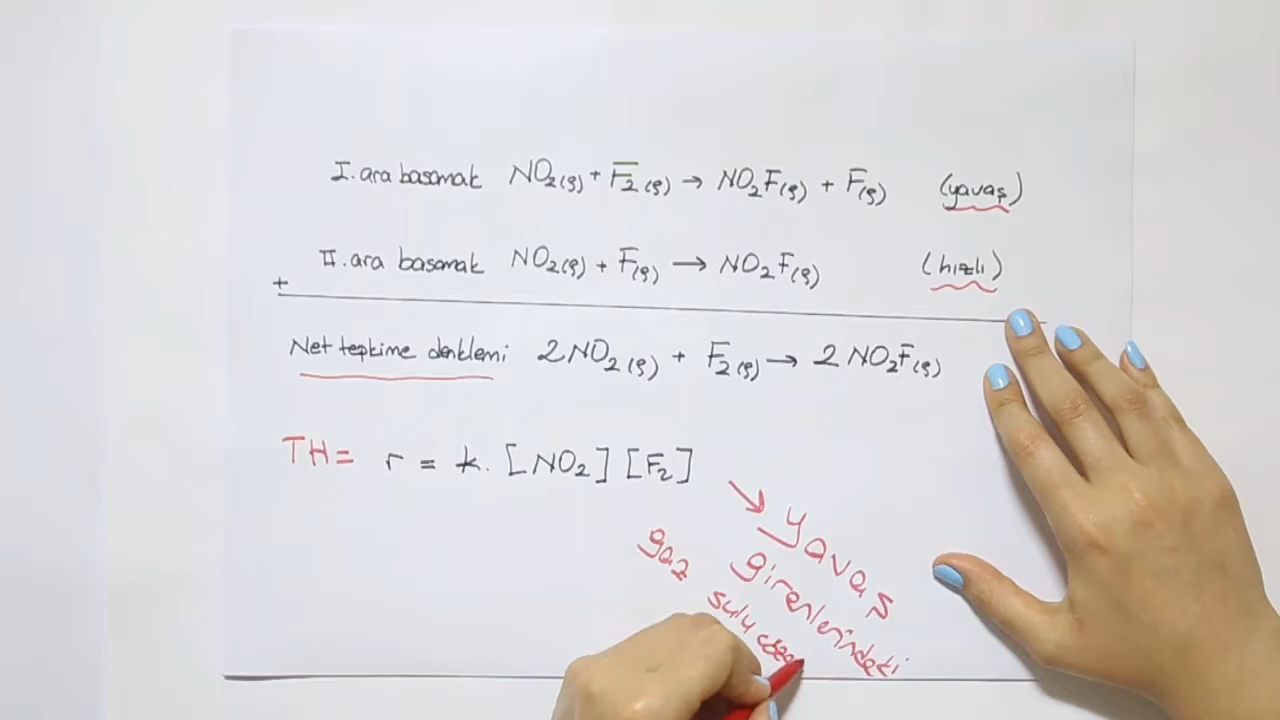 I. ara basamak NO₂(g) + F₂(g) → NO₂F(g) + F(g) (yavaş)
II. ara basamak NO₂(g) + F(g) → NO₂F(g) (hızlı)
+
Net tepkime denklemi 2NO₂(g) + F₂(g) → 2NO₂F(g)
TH= r = k. [NO₂] [F₂]
→ yavaş
girenlerindeki
gaz
sulu